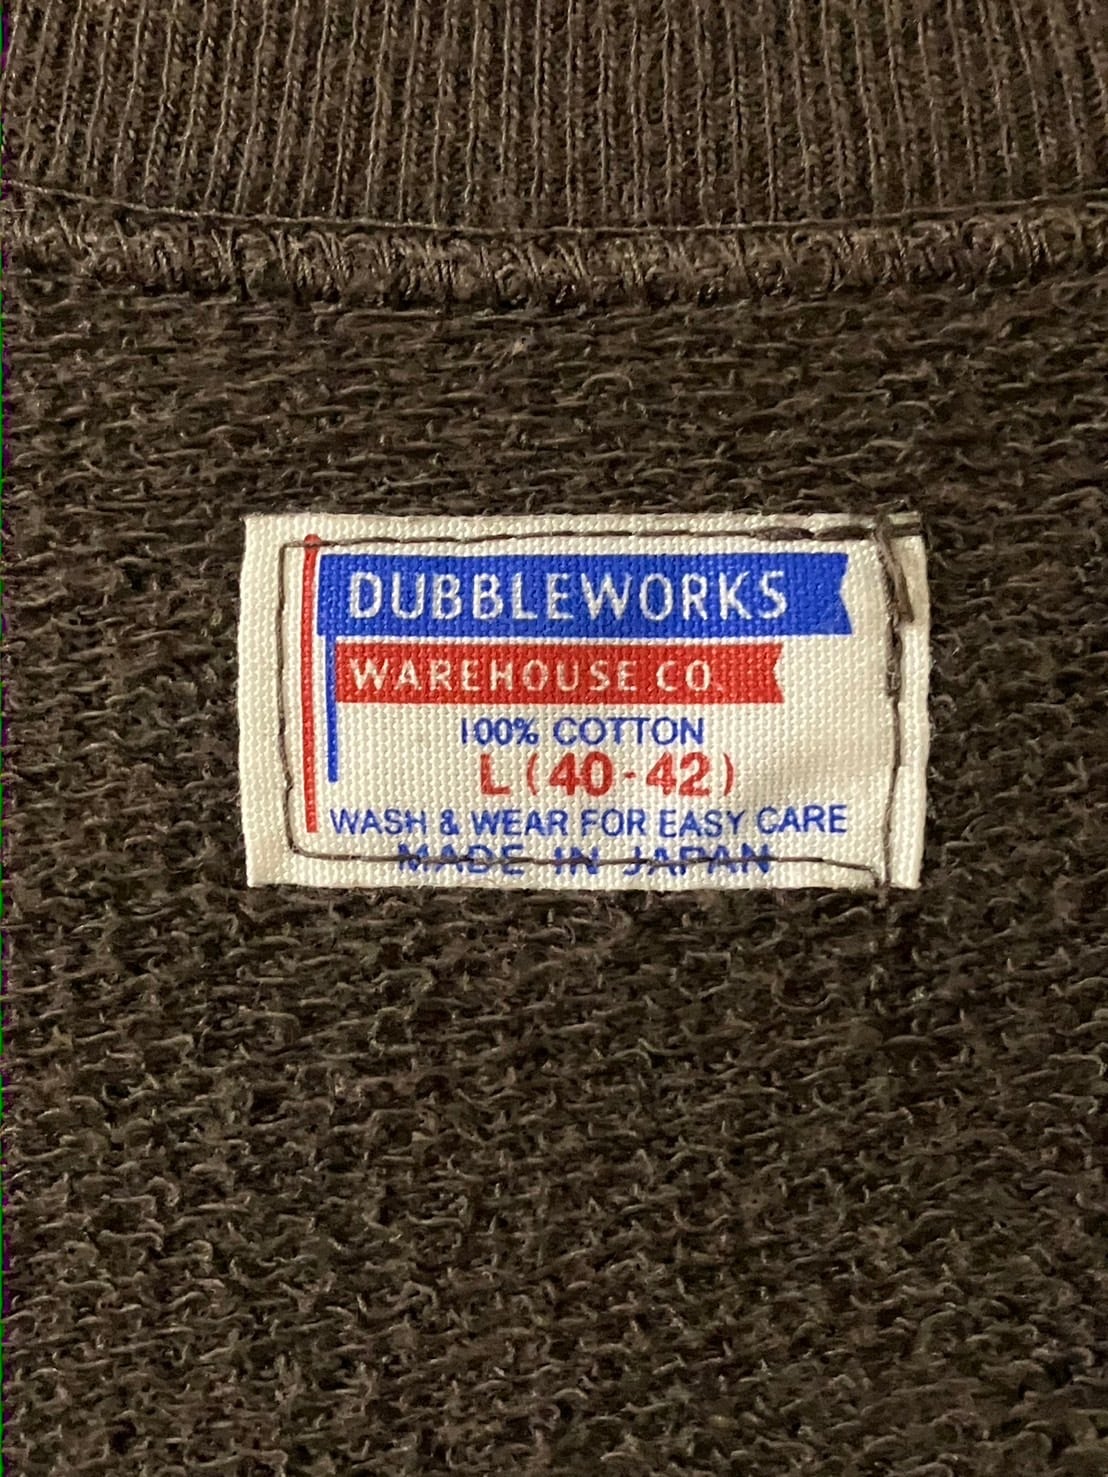 DUBBLEWORKS
WAREHOUSE CO.
100% COTTON
L (40-42)
WASH & WEAR FOR EASY CARE
MADE IN JAPAN